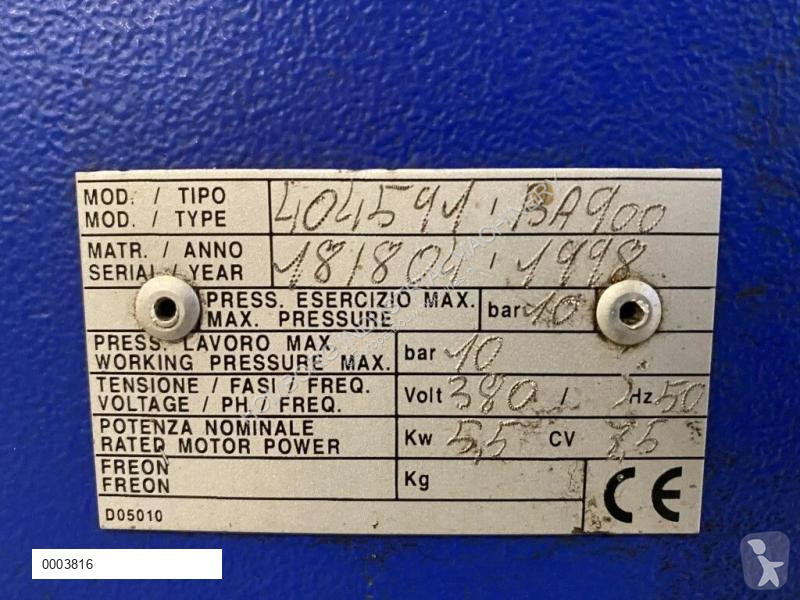 MOD. / TIPO
MOD. / TYPE 404591 . BA900
MATR. / ANNO
SERIAL / YEAR 181804 . 1998
PRESS. ESERCIZIO MAX.
MAX. PRESSURE bar 10
PRESS. LAVORO MAX.
WORKING PRESSURE MAX. bar 10
TENSIONE / FASI / FREQ.
VOLTAGE / PH / FREQ. Volt 380 / Hz 50
POTENZA NOMINALE
RATED MOTOR POWER Kw 5,5 CV 7,5
FREON
FREON Kg
CE
D05010
0003816